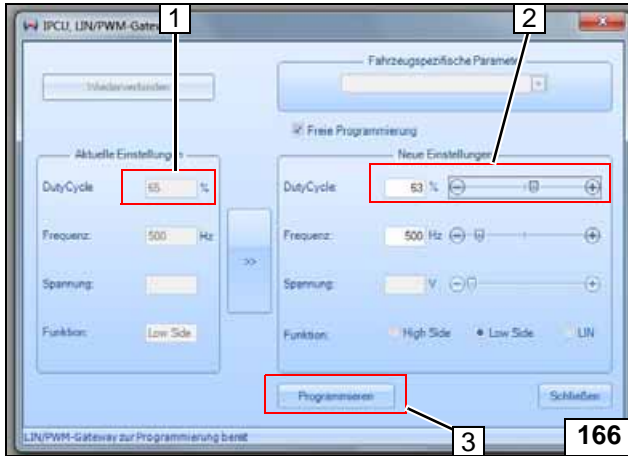 IPCU, LIN/PWM-Gatew
1
2
Fahrzeugspezifische Paramete
Freie Programmierung
Aktuelle Einstellungen
Neue Einstellungen
DutyCycle: 65 %
DutyCycle: 63 %
Frequenz: 500 Hz
Frequenz: 500 Hz
>>
Spannung:
Spannung: V
Funktion: Low Side
Funktion: High Side Low Side LIN
Programmieren
Schließen
LIN/PWM-Gateway zur Programmierung bereit
3
166